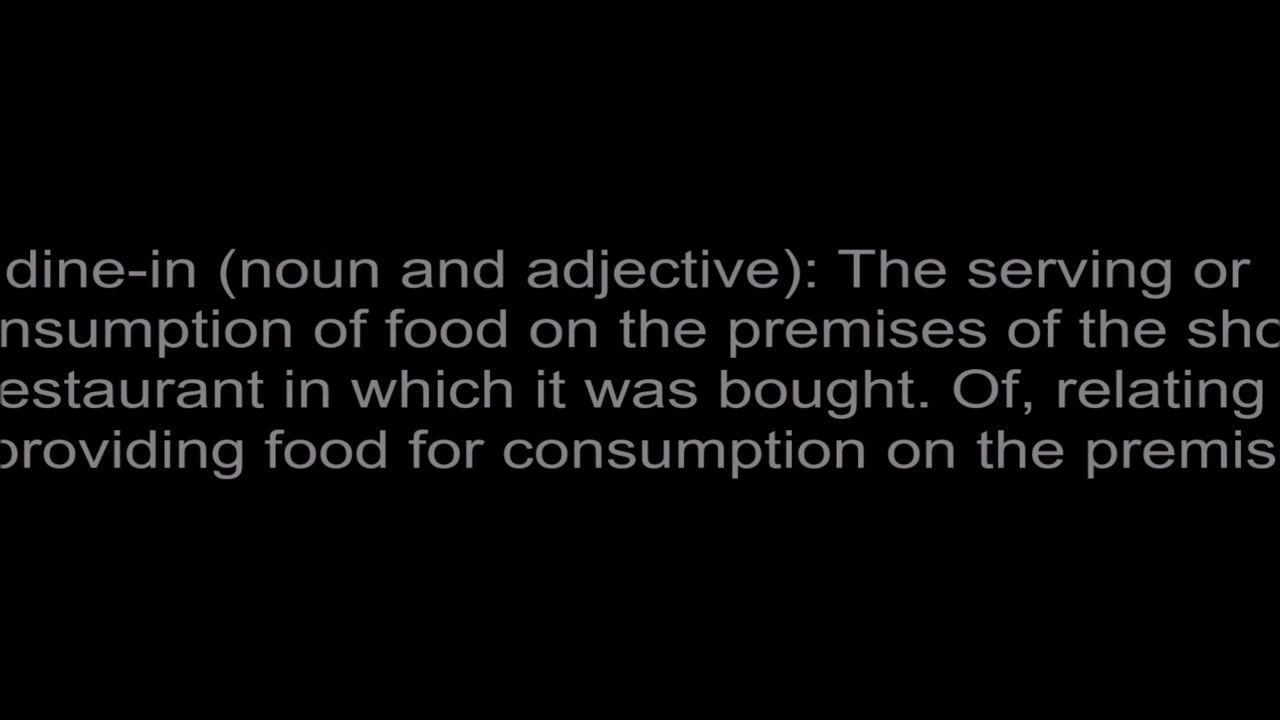 dine-in (noun and adjective): The serving or
nsumption of food on the premises of the sho
estaurant in which it was bought. Of, relating
providing food for consumption on the premis